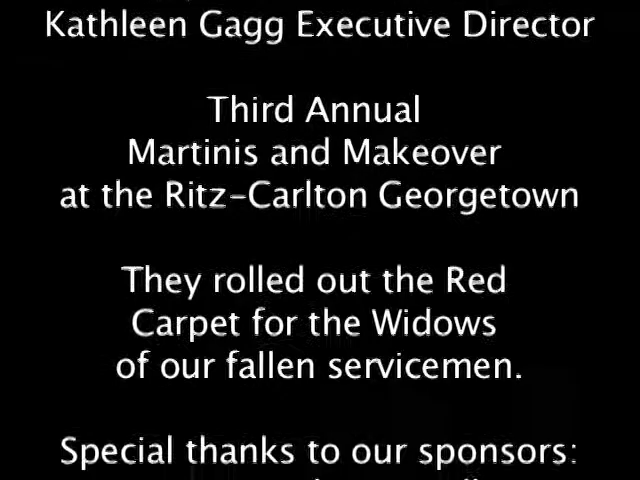 Kathleen Gagg Executive Director
Third Annual
Martinis and Makeover
at the Ritz-Carlton Georgetown
They rolled out the Red
Carpet for the Widows
of our fallen servicemen.
Special thanks to our sponsors: